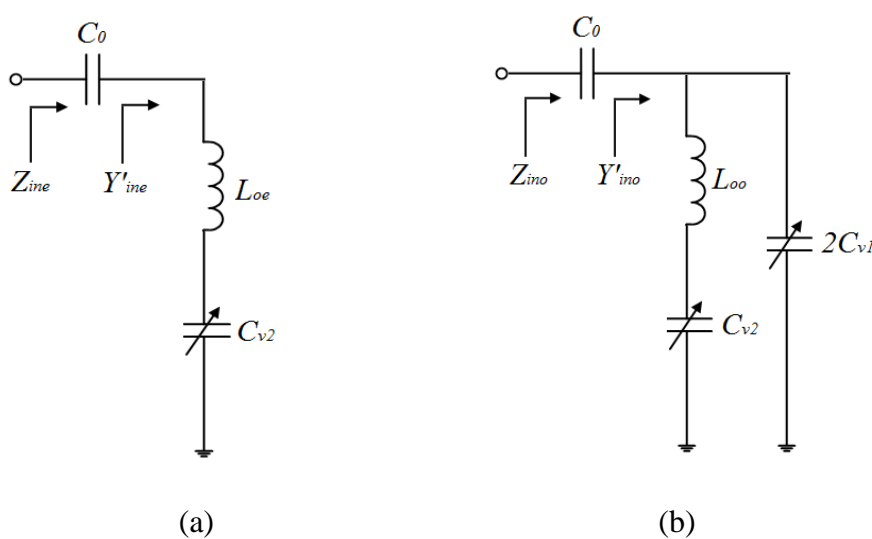 C0
C0
Zine
Y'ine
Loe
Zino
Y'ino
Loo
2Cv1
Cv2
Cv2
(a)
(b)